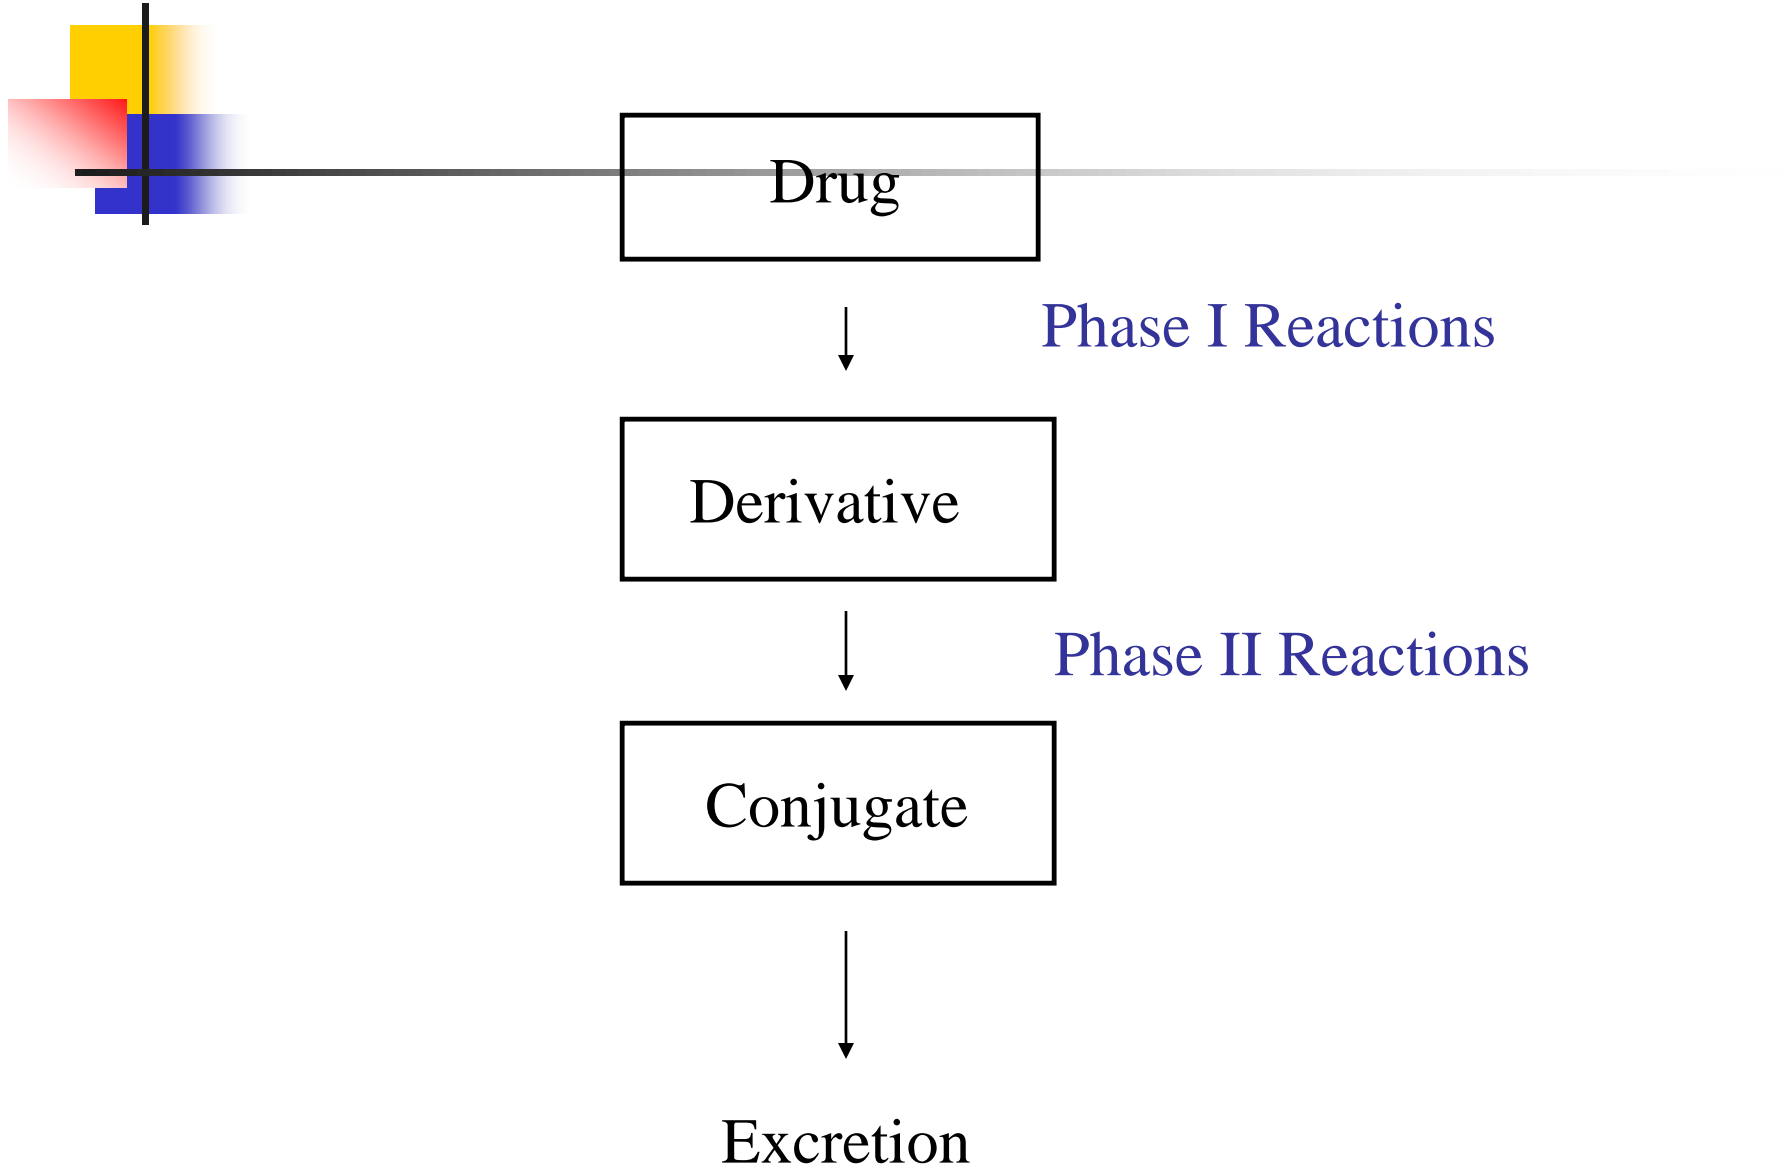 Drug
Phase I Reactions
Derivative
Phase II Reactions
Conjugate
Excretion